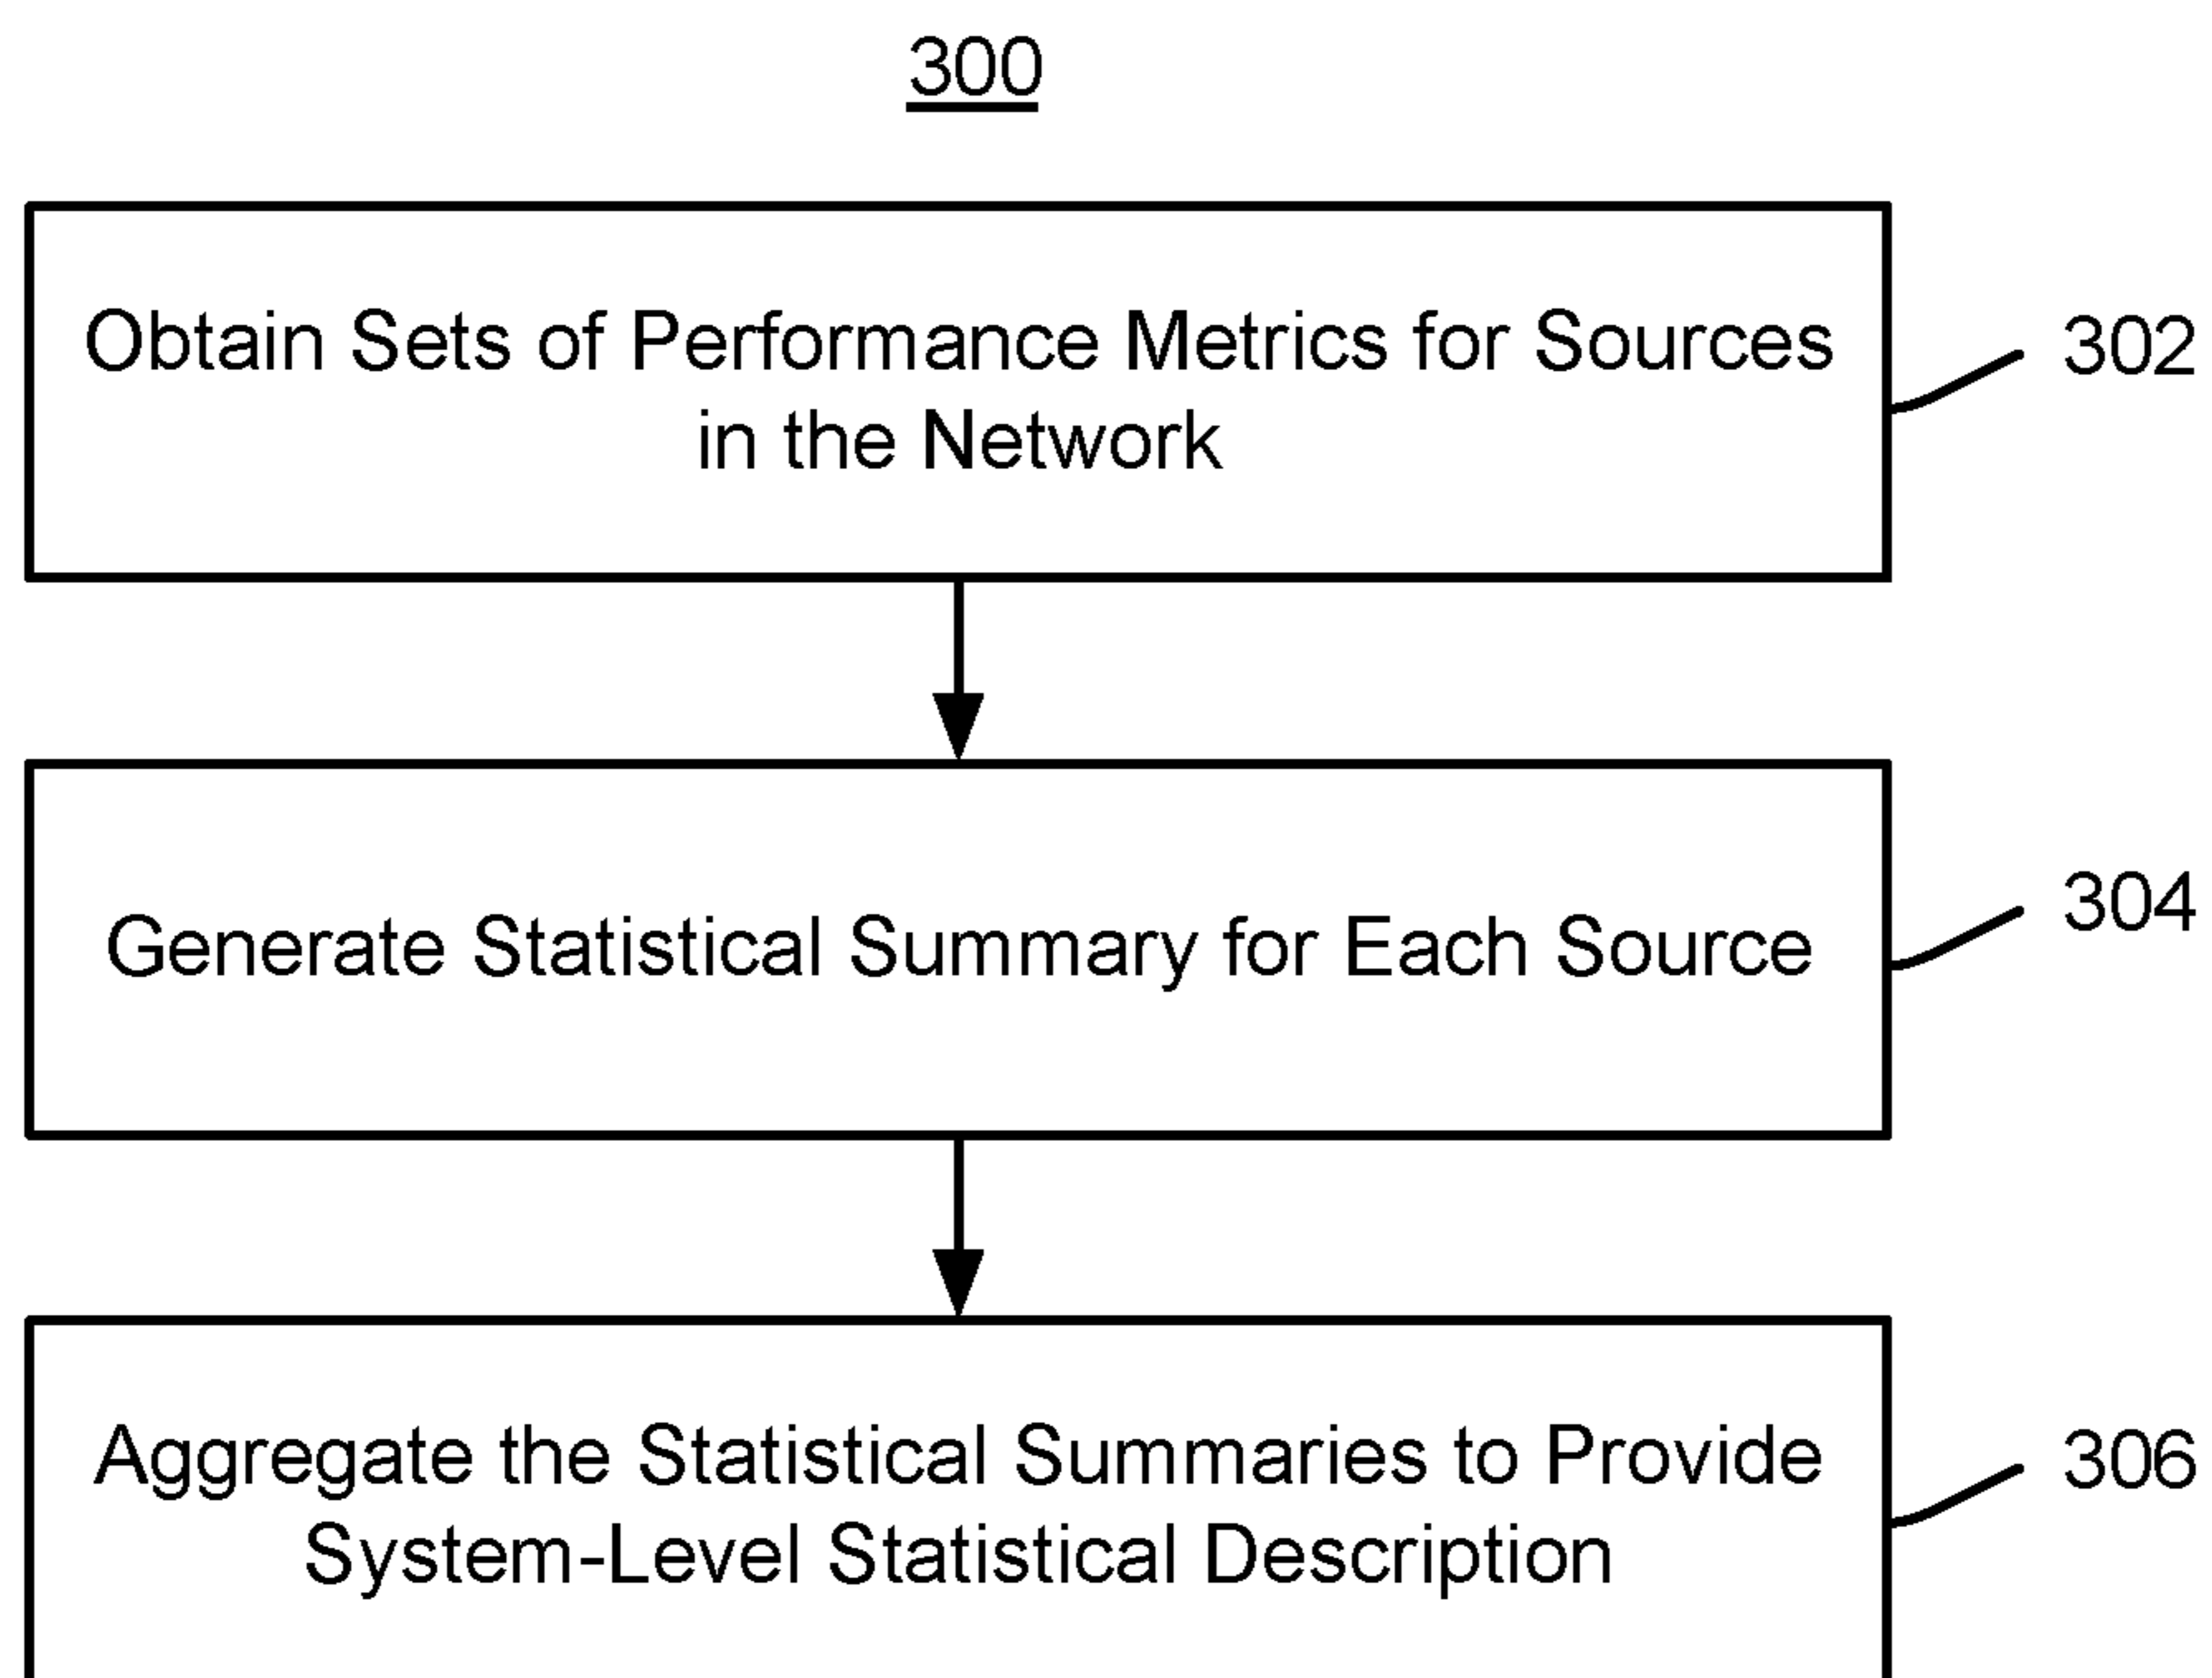 300
Obtain Sets of Performance Metrics for Sources
in the Network
302
Generate Statistical Summary for Each Source
304
Aggregate the Statistical Summaries to Provide
System-Level Statistical Description
306